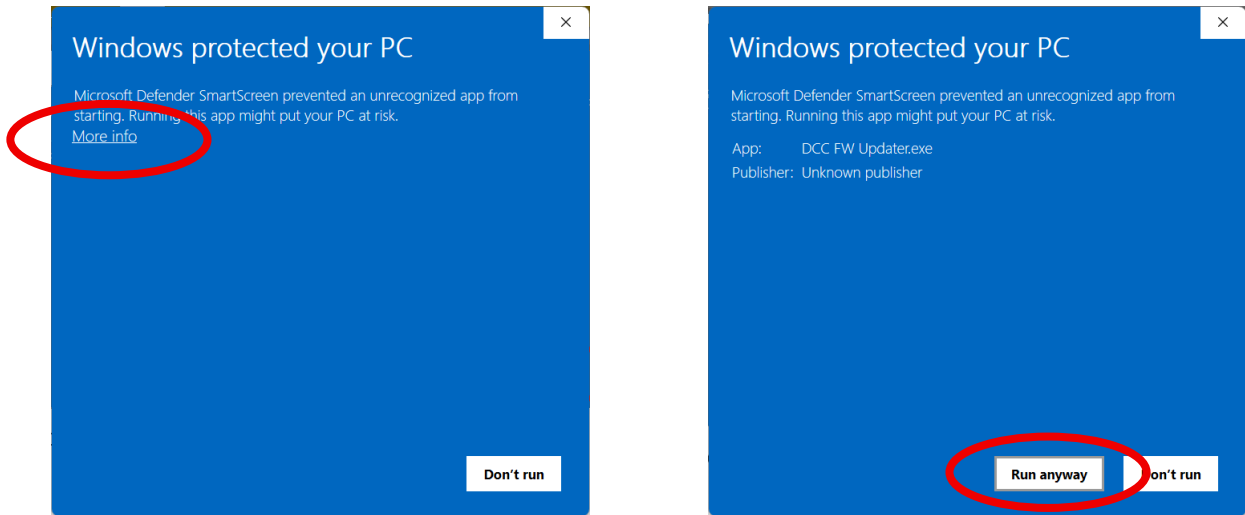 Windows protected your PC
Microsoft Defender SmartScreen prevented an unrecognized app from
starting. Running this app might put your PC at risk.
More info
Don't run
Windows protected your PC
Microsoft Defender SmartScreen prevented an unrecognized app from
starting. Running this app might put your PC at risk.
App: DCC FW Updater.exe
Publisher: Unknown publisher
Run anyway Don't run